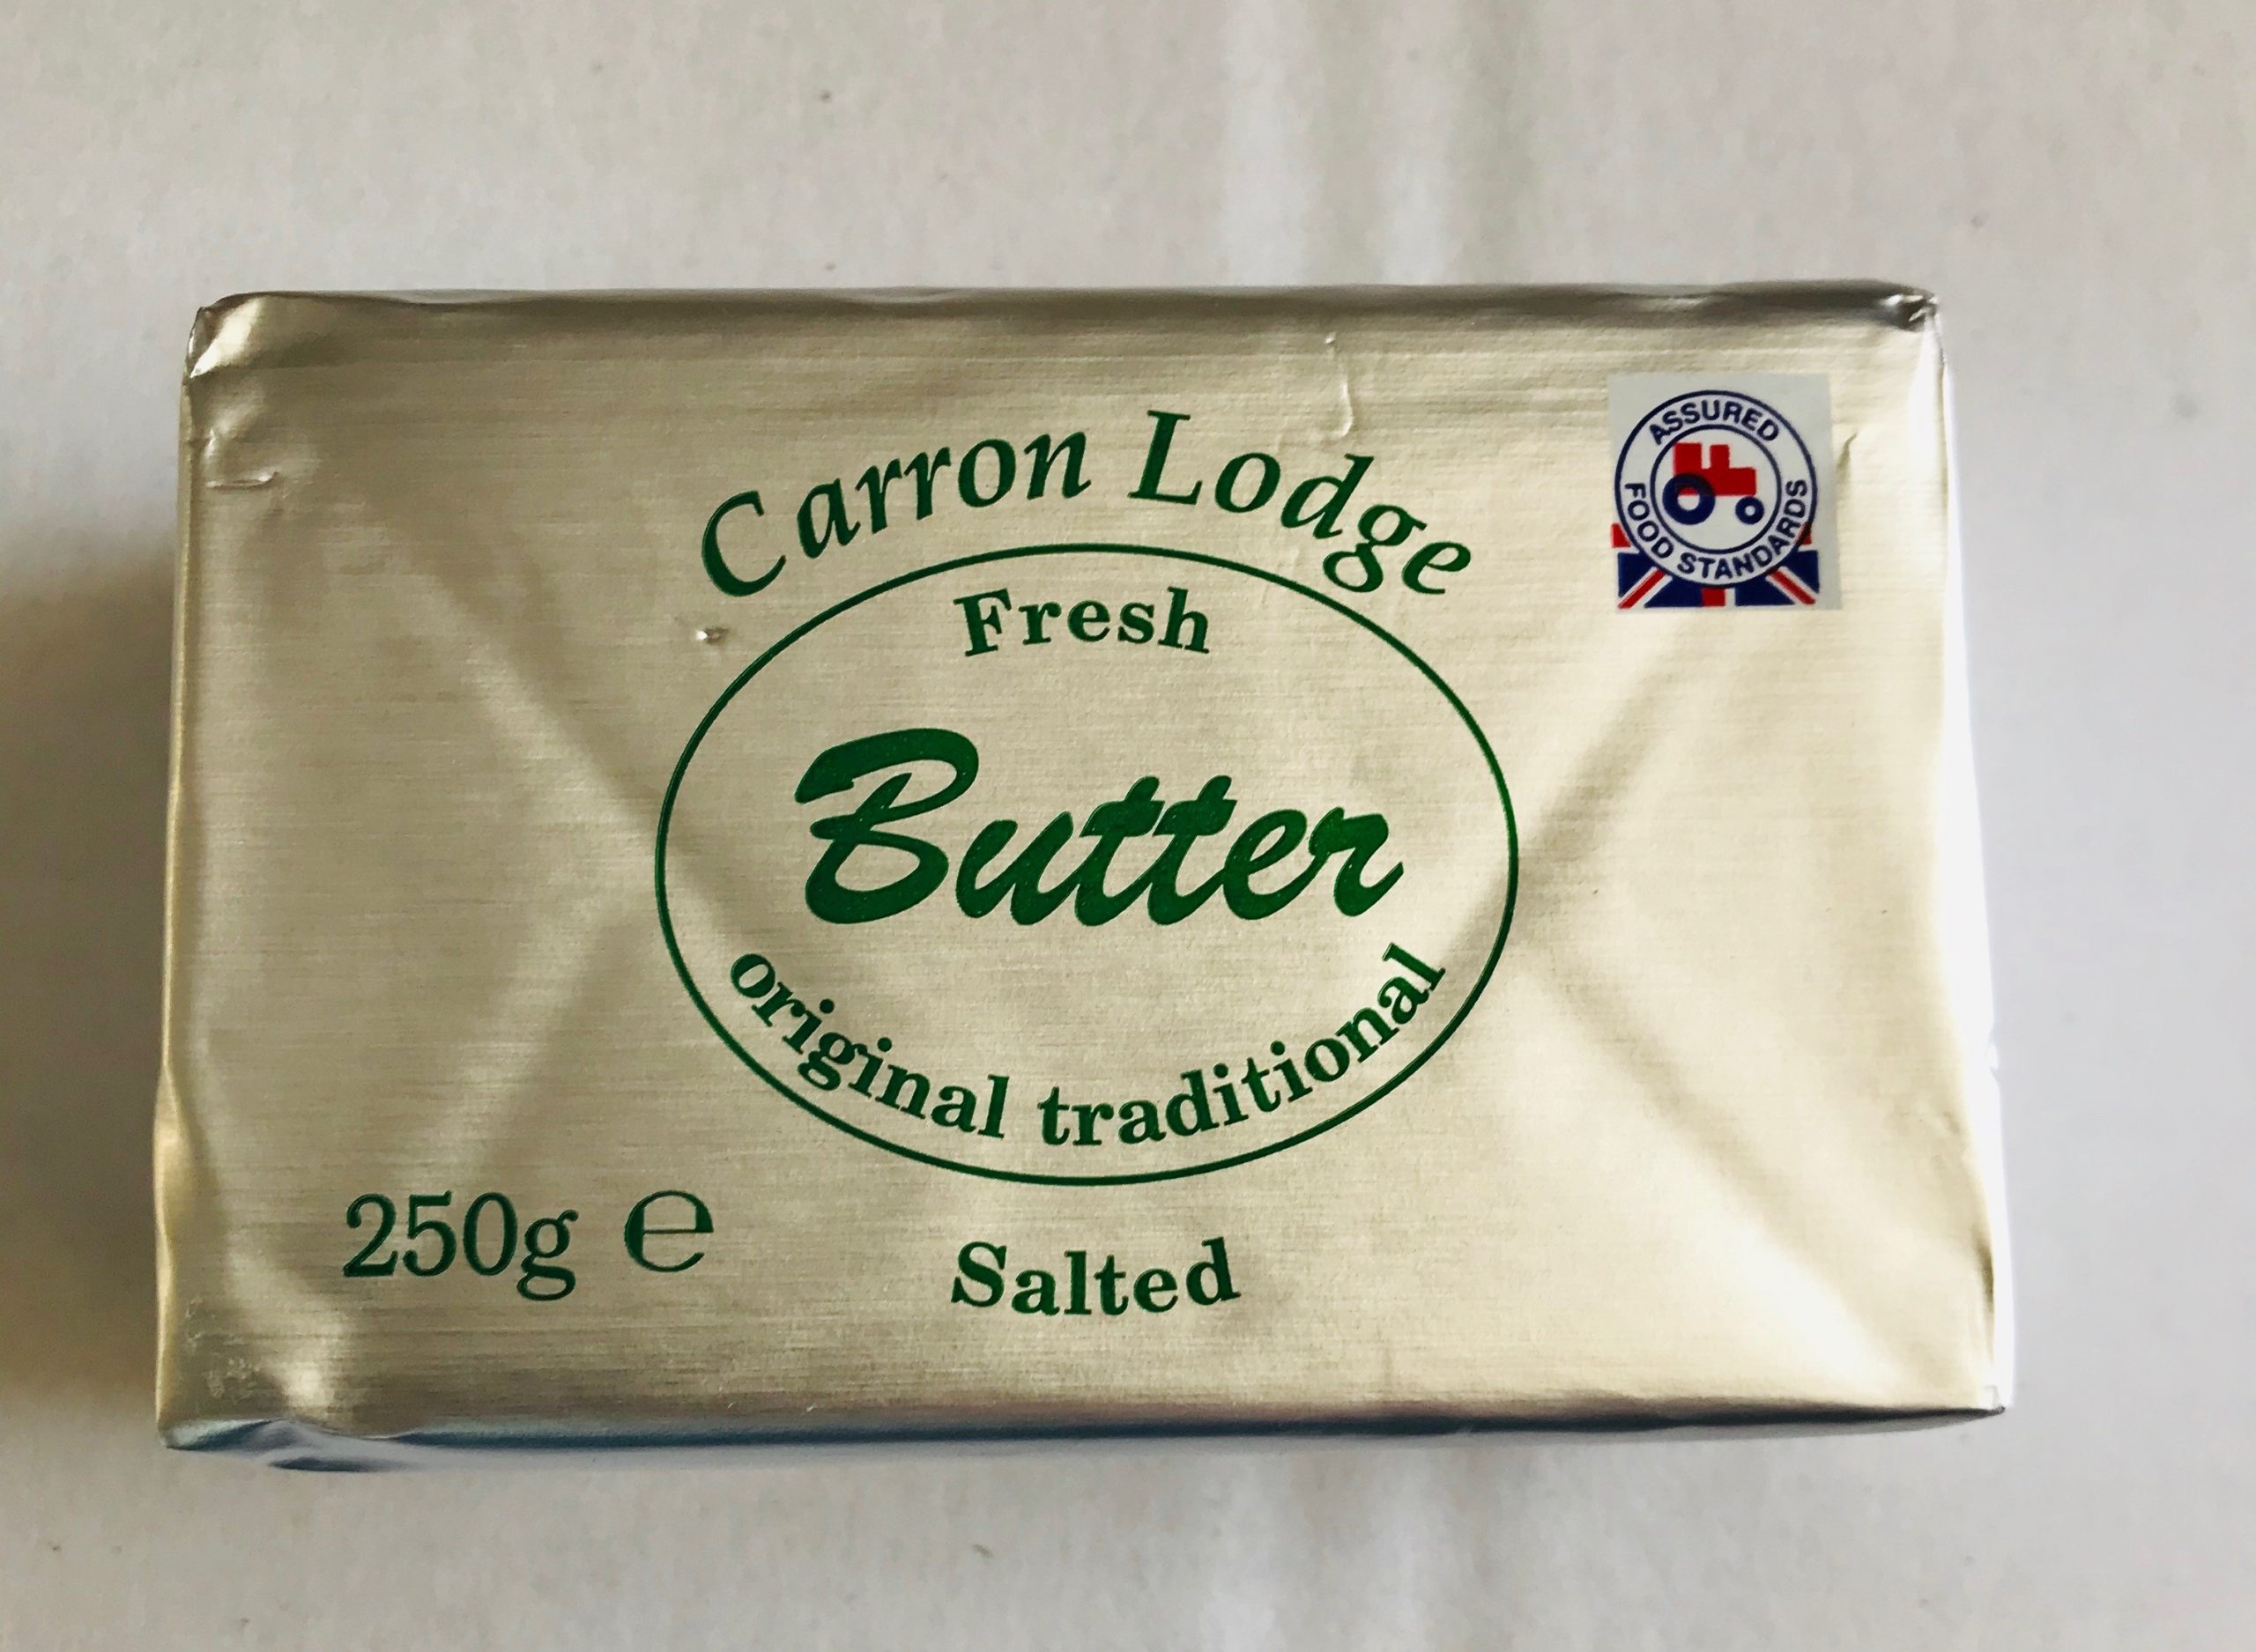 Carron Lodge
ASSURED
FOOD STANDARDS
Fresh
Butter
original traditional
250g ℮
Salted